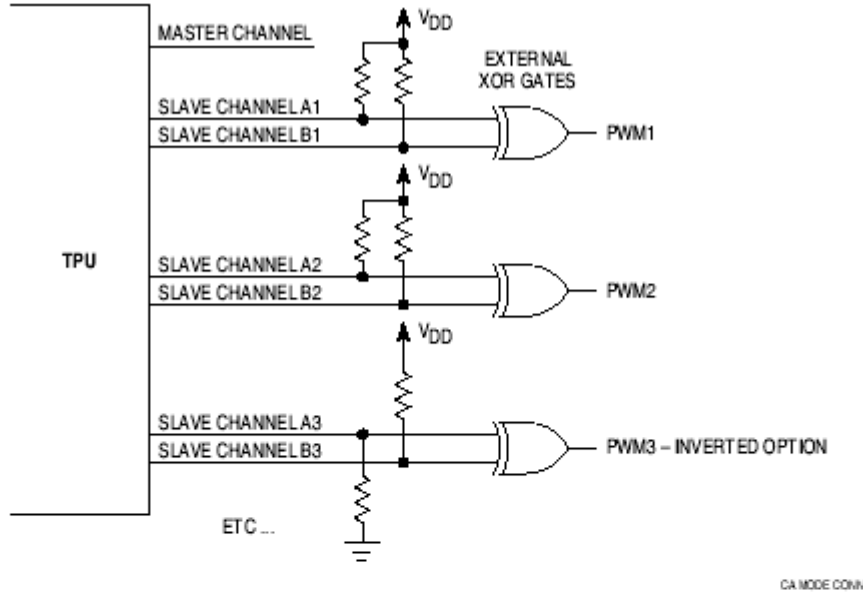 MASTER CHANNEL
VDD
EXTERNAL
XOR GATES
SLAVE CHANNEL A1
SLAVE CHANNEL B1
PWM1
VDD
TPU
SLAVE CHANNEL A2
SLAVE CHANNEL B2
PWM2
VDD
SLAVE CHANNEL A3
SLAVE CHANNEL B3
PWM3 – INVERTED OPTION
ETC ...
CA MODE CONN